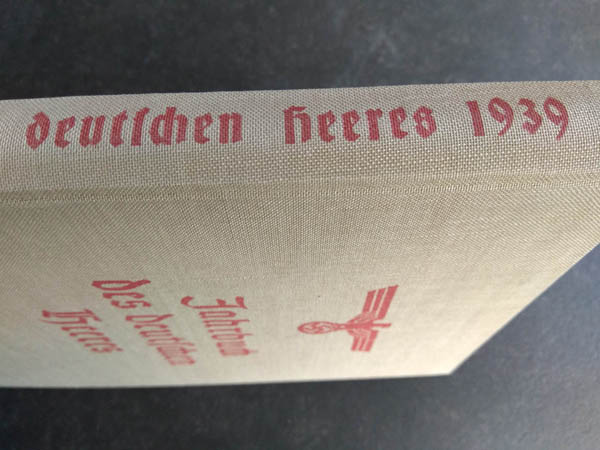 deutſchen Heeres 1939
Jahrbuch
des deutſchen
Heeres